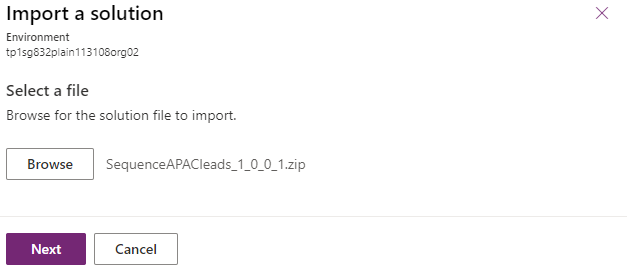 Import a solution
Environment
tp1sg832plain113108org02
Select a file
Browse for the solution file to import.
Browse SequenceAPACleads_1_0_0_1.zip
Next Cancel